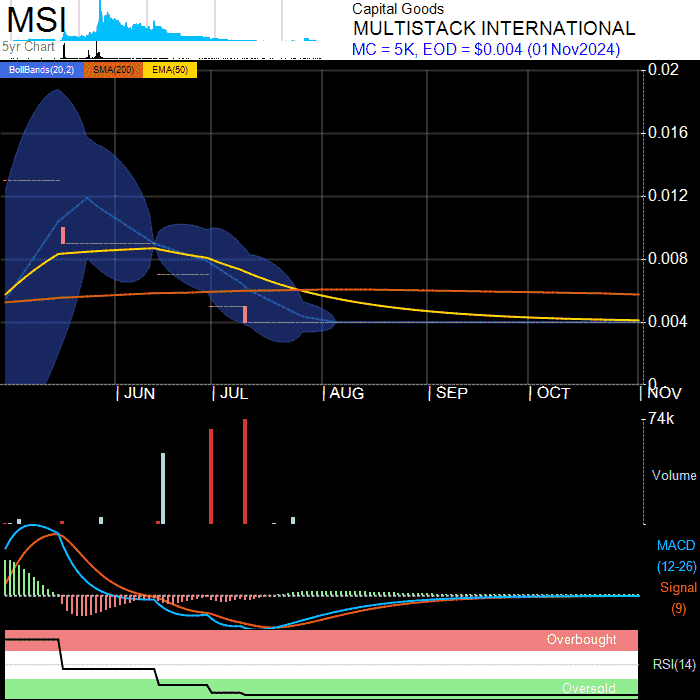 MSI
5yr Chart
Capital Goods
MULTISTACK INTERNATIONAL
MC = 5K, EOD = $0.004 (01Nov2024)
BollBands(20,2) SMA(200) EMA(50)
0.02
0.016
0.012
0.008
0.004
0
JUN JUL AUG SEP OCT NOV
74k
Volume
MACD
(12-26)
Signal
(9)
Overbought
RSI(14)
Oversold